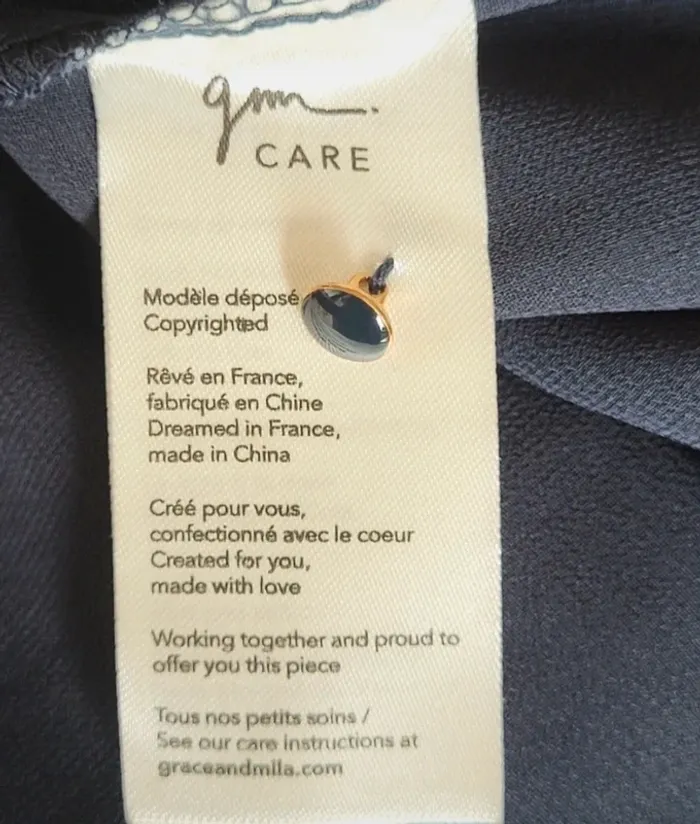 gm.
CARE
Modèle déposé
Copyrighted
Rêvé en France,
fabriqué en Chine
Dreamed in France,
made in China
Créé pour vous,
confectionné avec le coeur
Created for you,
made with love
Working together and proud to
offer you this piece
Tous nos petits soins /
See our care instructions at
graceandmila.com